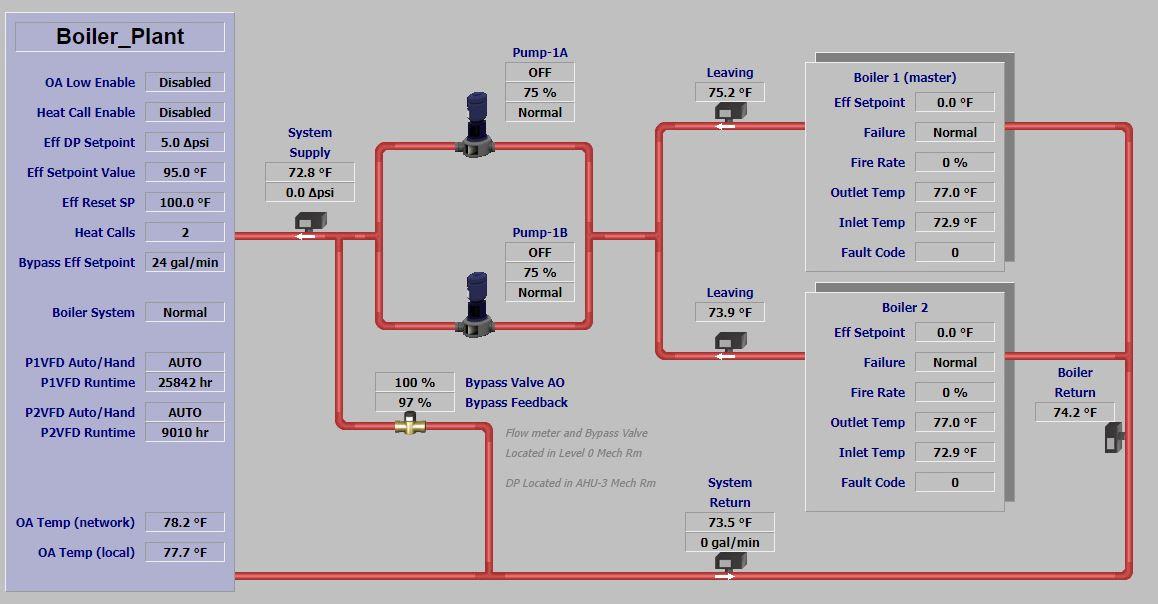 Boiler_Plant
OA Low Enable Disabled
Heat Call Enable Disabled
Eff DP Setpoint 5.0 Δpsi
Eff Setpoint Value 95.0 °F
Eff Reset SP 100.0 °F
Heat Calls 2
Bypass Eff Setpoint 24 gal/min
Boiler System Normal
P1VFD Auto/Hand AUTO
P1VFD Runtime 25842 hr
P2VFD Auto/Hand AUTO
P2VFD Runtime 9010 hr
OA Temp (network) 78.2 °F
OA Temp (local) 77.7 °F
System
Supply
72.8 °F
0.0 Δpsi
Pump-1A
OFF
75 %
Normal
Pump-1B
OFF
75 %
Normal
100 % Bypass Valve AO
97 % Bypass Feedback
Flow meter and Bypass Valve
Located in Level 0 Mech Rm
DP Located in AHU-3 Mech Rm
Leaving
75.2 °F
Leaving
73.9 °F
System
Return
73.5 °F
0 gal/min
Boiler 1 (master)
Eff Setpoint 0.0 °F
Failure Normal
Fire Rate 0 %
Outlet Temp 77.0 °F
Inlet Temp 72.9 °F
Fault Code 0
Boiler 2
Eff Setpoint 0.0 °F
Failure Normal
Fire Rate 0 %
Outlet Temp 77.0 °F
Inlet Temp 72.9 °F
Fault Code 0
Boiler
Return
74.2 °F